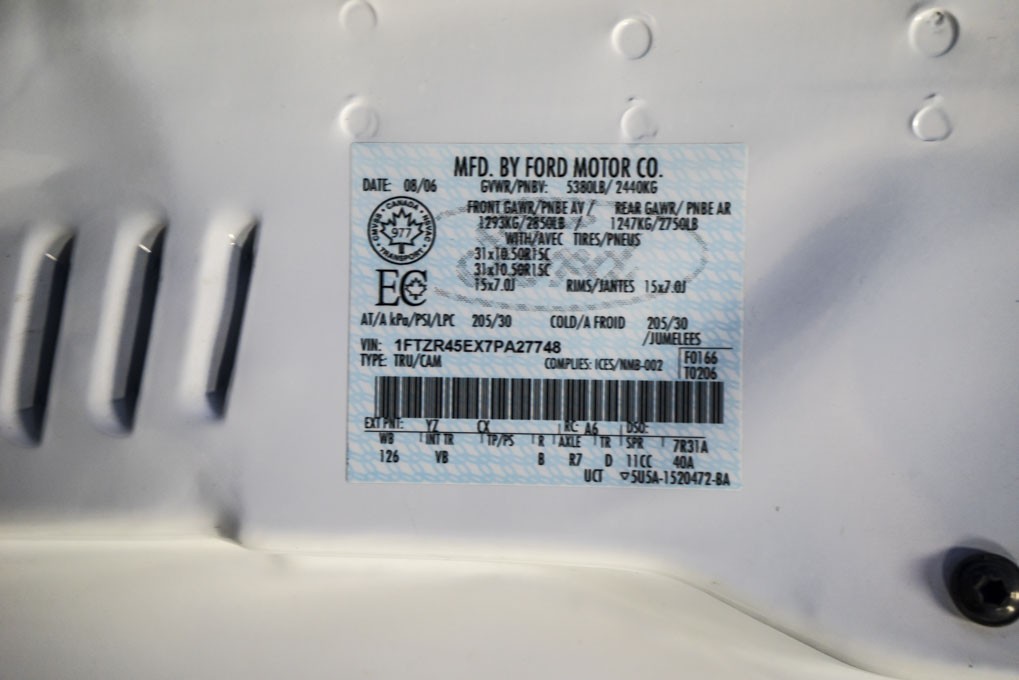 MFD. BY FORD MOTOR CO.
DATE: 08/06 GVWR/PNBV: 5380LB/ 2440KG
FRONT GAWR/PNBE AV / REAR GAWR/ PNBE AR
1293KG/2850LB / 1247KG/2750LB
WITH/AVEC TIRES/PNEUS
31x10.50R15C
31x10.50R15C
15x7.0J RIMS/JANTES 15x7.0J
CANADA
977
TRANSPORT
EC
AT/A kPa/PSI/LPC 205/30 COLD/A FROID 205/30
/JUMELEES
VIN: 1FTZR45EX7PA27748
TYPE: TRU/CAM COMPLIES: ICES/NMB-002
F0166
T0206
EXT PNT: YZ CX RC: A6 DSO:
WB INT TR TP/PS R AXLE TR SPR 7R31A
126 VB B R7 D 11CC 40A
UCT ▽5U5A-1520472-BA